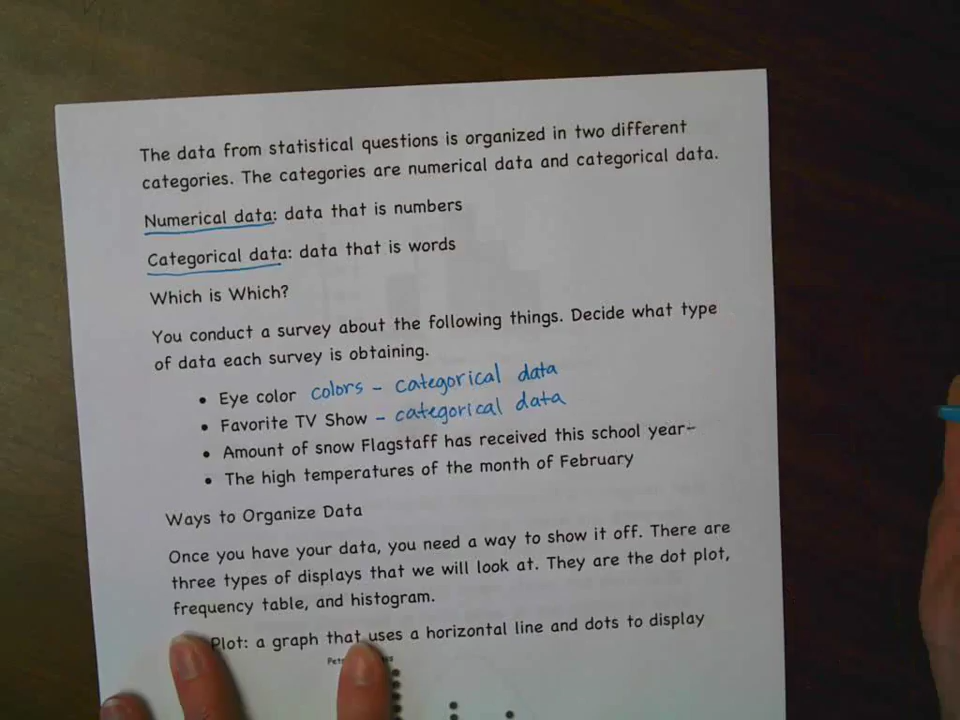 The data from statistical questions is organized in two different
categories. The categories are numerical data and categorical data.
Numerical data: data that is numbers
Categorical data: data that is words
Which is Which?
You conduct a survey about the following things. Decide what type
of data each survey is obtaining.
• Eye color colors - categorical data
• Favorite TV Show - categorical data
• Amount of snow Flagstaff has received this school year-
• The high temperatures of the month of February
Ways to Organize Data
Once you have your data, you need a way to show it off. There are
three types of displays that we will look at. They are the dot plot,
frequency table, and histogram.
Plot: a graph that uses a horizontal line and dots to display